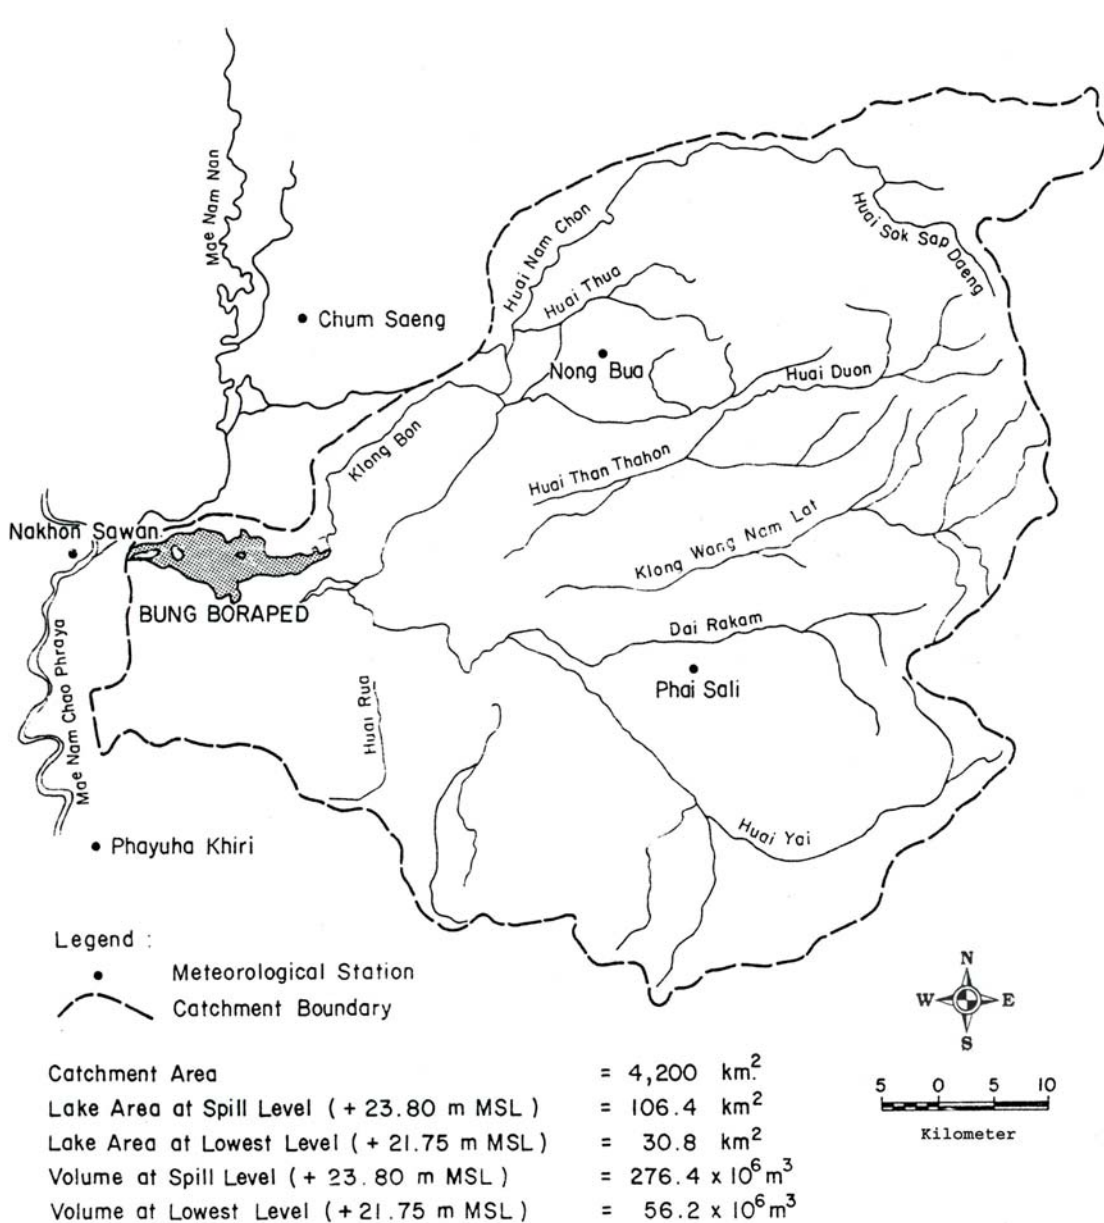 Mae Nam Nan
Huai Nam Chon
Huai Sok Sap Daeng
Huai Thua
Chum Saeng
Nong Bua
Huai Duon
Klong Bon
Huai Than Thahon
Nakhon Sawan
Klong Wang Nam Lat
BUNG BORAPED
Dai Rakam
Phai Sali
Mae Nam Chao Phraya
Huai Rua
Huai Yai
Phayuha Khiri
Legend :
Meteorological Station
Catchment Boundary
N
W E
S
Catchment Area = 4,200 km.²
Lake Area at Spill Level ( + 23.80 m MSL ) = 106.4 km²
Lake Area at Lowest Level ( + 21.75 m MSL ) = 30.8 km²
Volume at Spill Level ( + 23.80 m MSL ) = 276.4 x 10⁶ m³
Volume at Lowest Level ( + 21.75 m MSL ) = 56.2 x 10⁶ m³
5 0 5 10
Kilometer